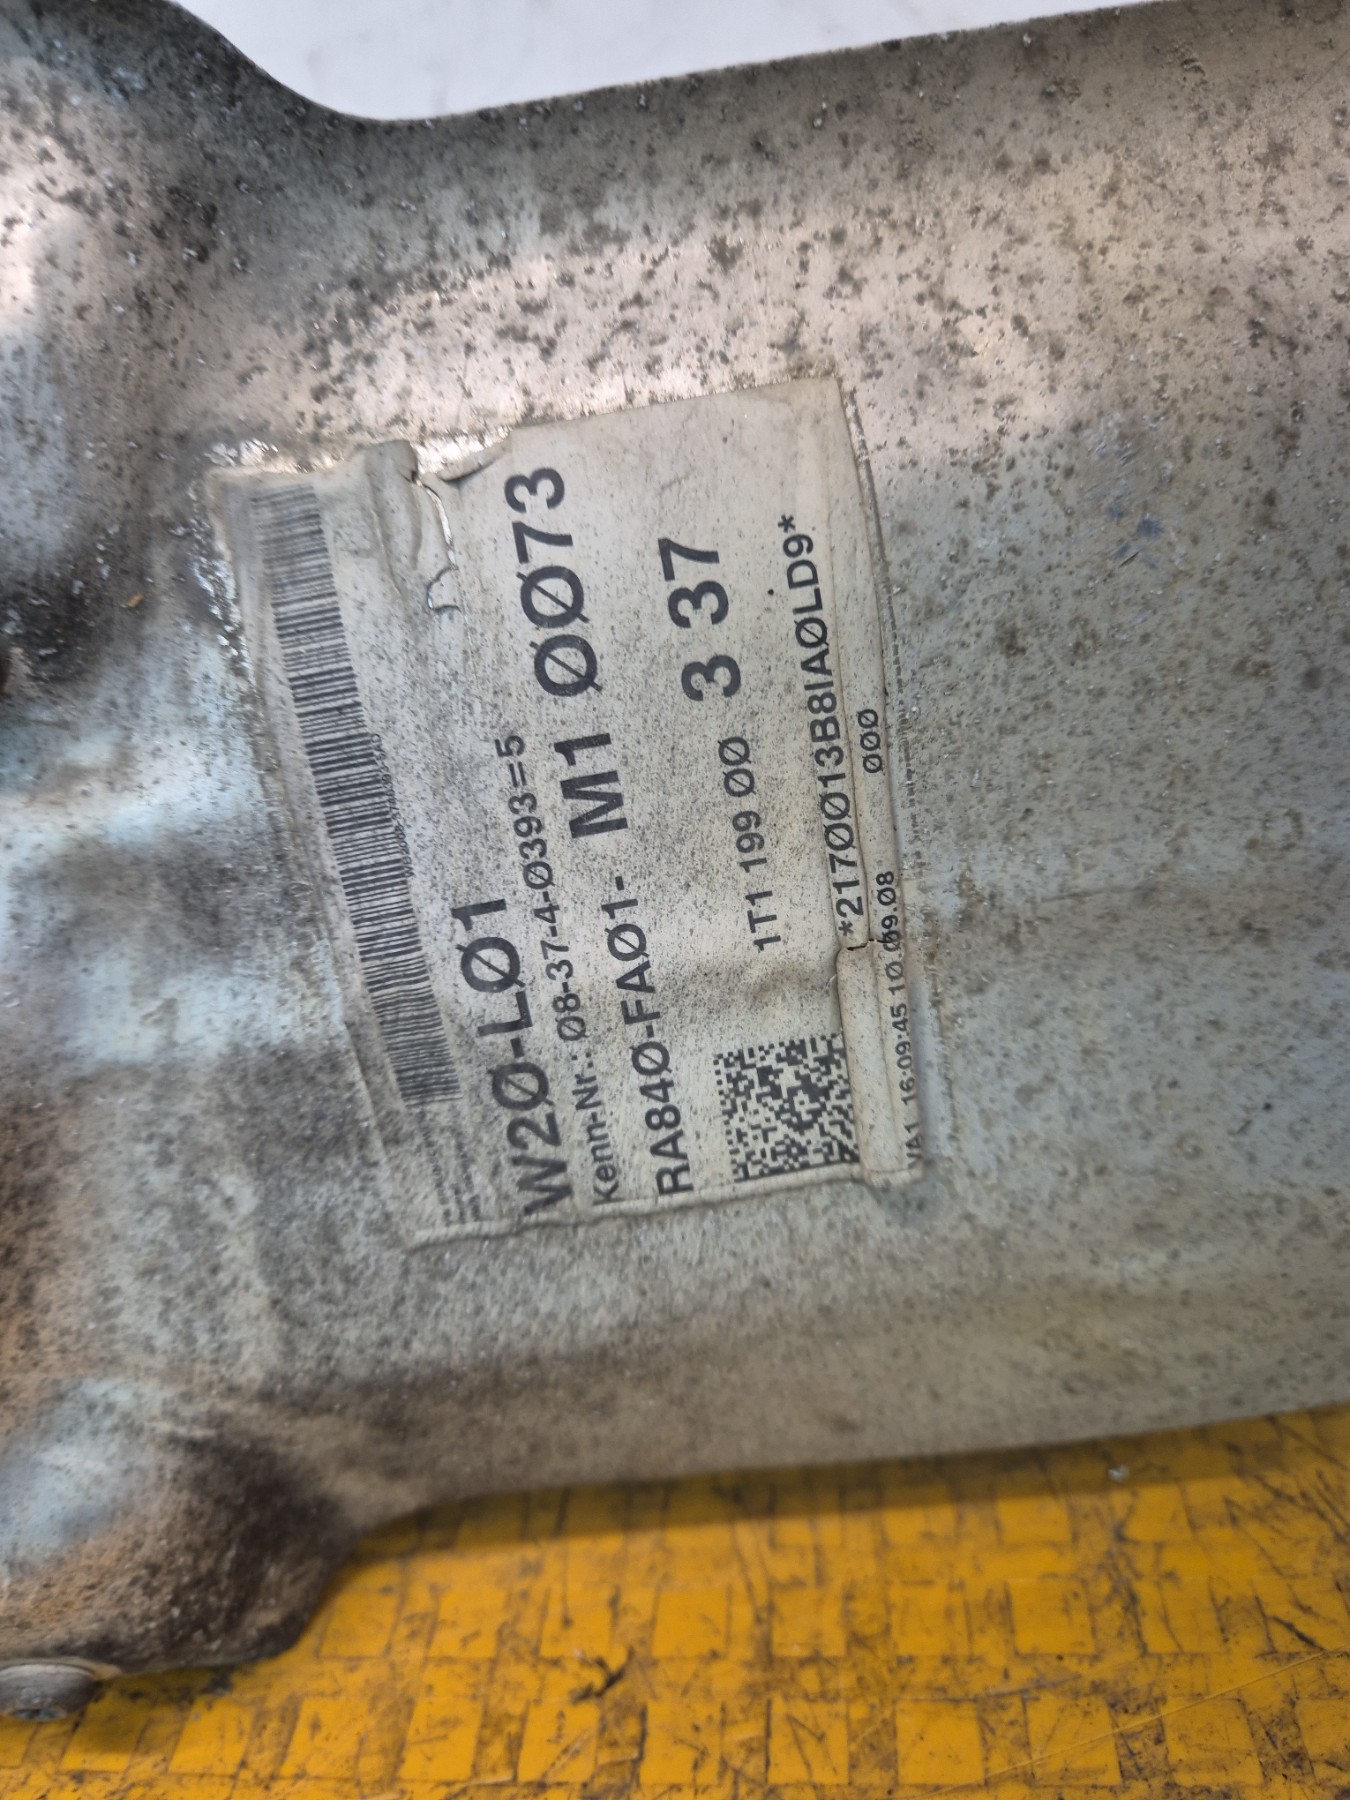 W2Ø-LØ1
Kenn-Nr.: Ø8-37-4-Ø393=5
RA84Ø-FAØ1- M1 ØØ73
1T1 199 ØØ 3 37
*217ØØ13B8IAØLD9*
VA1 16:09:45 10.09.08 ØØØ